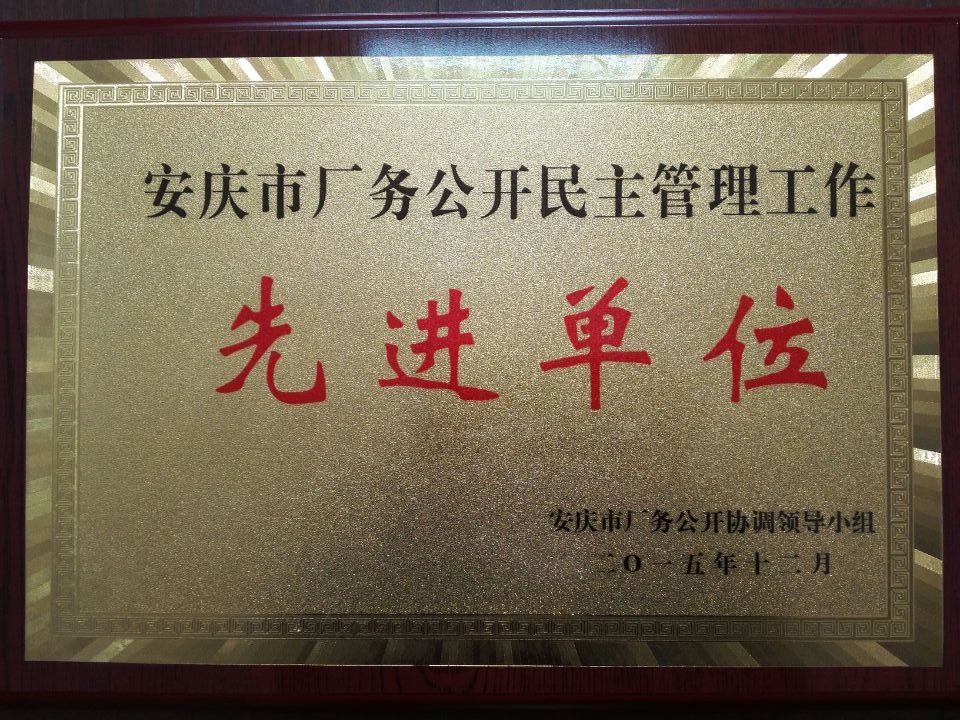 安庆市厂务公开民主管理工作
先进单位
安庆市厂务公开协调领导小组
二O一五年十二月